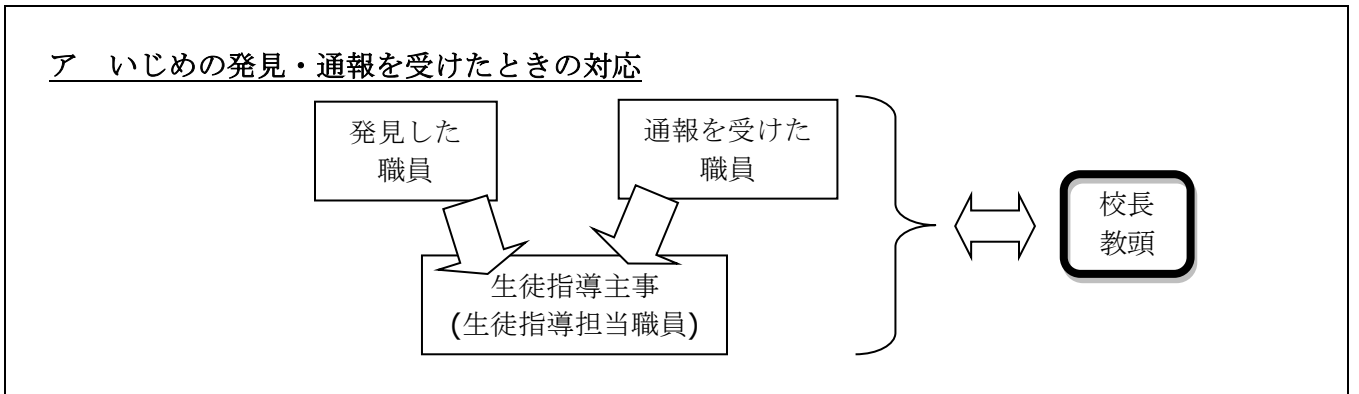 ア　いじめの発見・通報を受けたときの対応
発見した
職員
通報を受けた
職員
生徒指導主事
(生徒指導担当職員)
校長
教頭